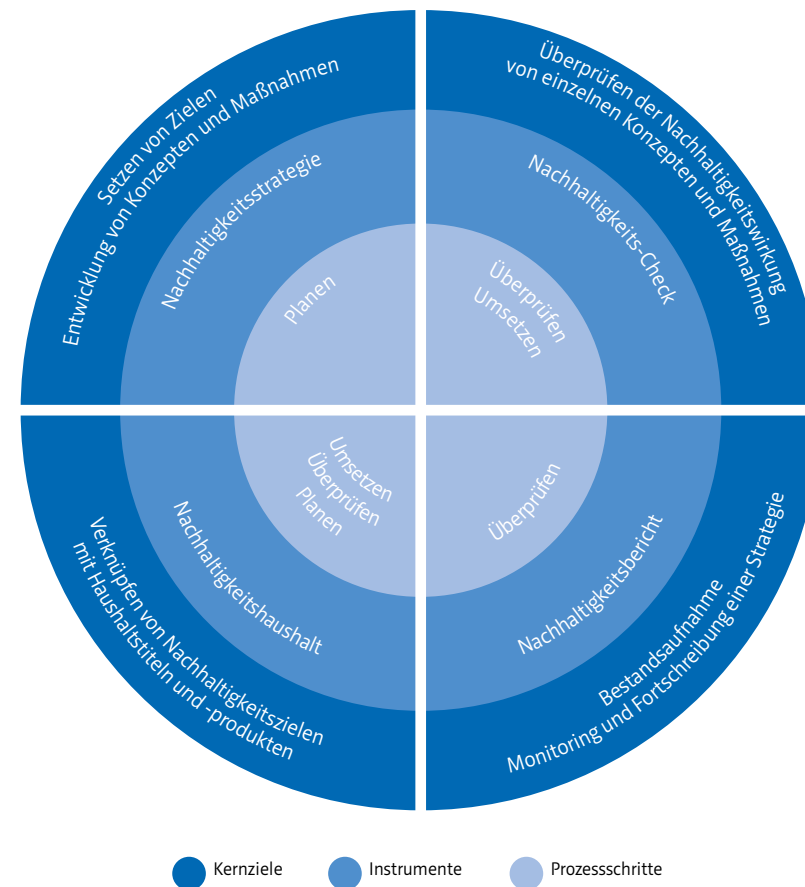 Setzen von Zielen
Entwicklung von Konzepten und Maßnahmen
Nachhaltigkeitsstrategie
Planen
Überprüfen der Nachhaltigkeitswirkung
von einzelnen Konzepten und Maßnahmen
Nachhaltigkeits-Check
Überprüfen
Umsetzen
Umsetzen
Überprüfen
Planen
Nachhaltigkeitshaushalt
Verknüpfen von Nachhaltigkeitszielen
mit Haushaltstiteln und -produkten
Überprüfen
Nachhaltigkeitsbericht
Bestandsaufnahme
Monitoring und Fortschreibung einer Strategie
Kernziele
Instrumente
Prozessschritte